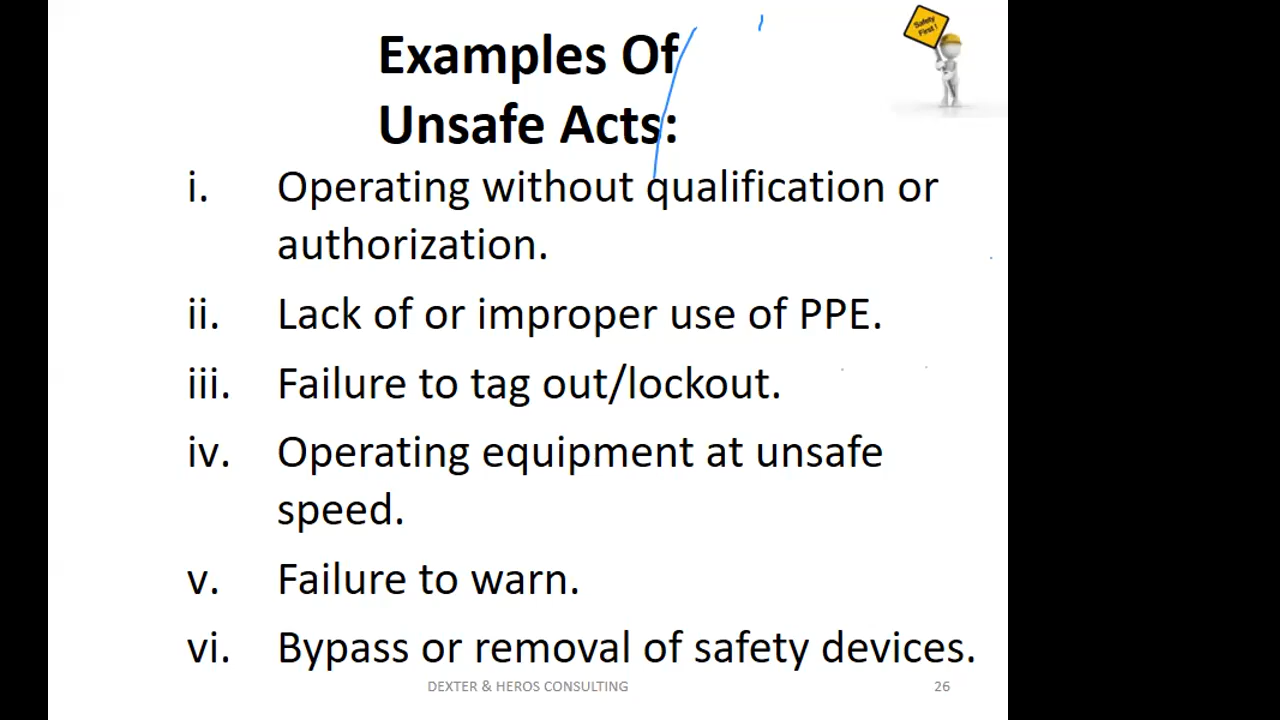 Safety
First!
Examples Of
Unsafe Acts:
i. Operating without qualification or
authorization.
ii. Lack of or improper use of PPE.
iii. Failure to tag out/lockout.
iv. Operating equipment at unsafe
speed.
v. Failure to warn.
vi. Bypass or removal of safety devices.
DEXTER & HEROS CONSULTING 26